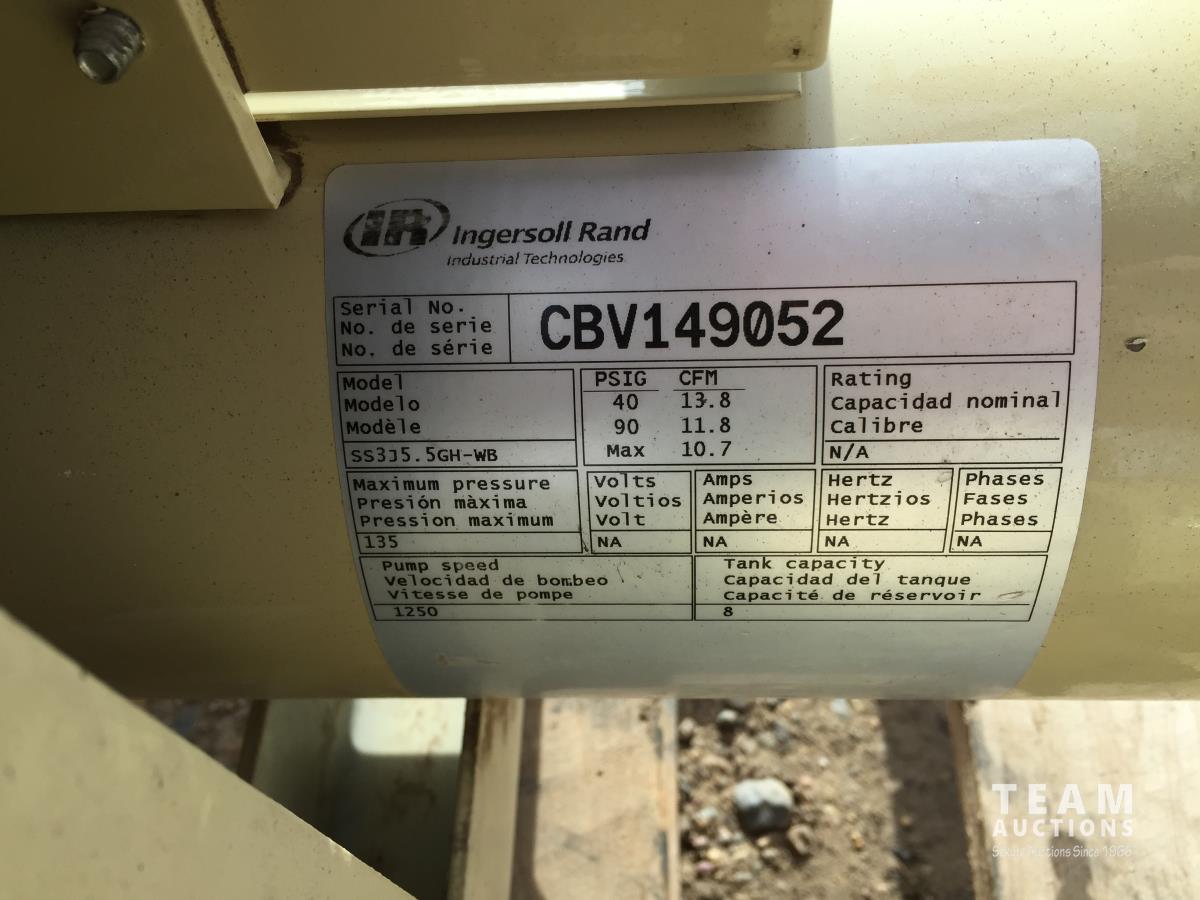 IR Ingersoll Rand
Industrial Technologies
Serial No.
No. de serie
No. de série
CBV149052
Model
Modelo
Modèle
SS3J5.5GH-WB
PSIG CFM
40 13.8
90 11.8
Max 10.7
Rating
Capacidad nominal
Calibre
N/A
Maximum pressure
Presión màxima
Pression maximum
135
Volts
Voltios
Volt
NA
Amps
Amperios
Ampère
NA
Hertz
Hertzios
Hertz
NA
Phases
Fases
Phases
NA
Pump speed
Velocidad de bombeo
Vitesse de pompe
1250
Tank capacity
Capacidad del tanque
Capacité de réservoir
8
TEAM
AUCTIONS
Since